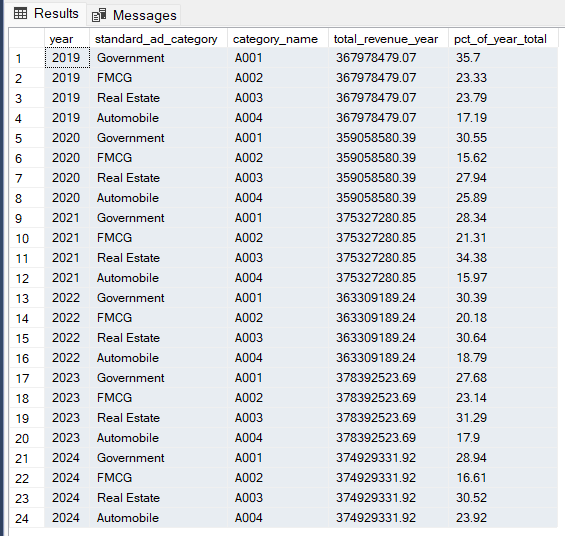 Results Messages
year standard_ad_category category_name total_revenue_year pct_of_year_total
1 2019 Government A001 367978479.07 35.7
2 2019 FMCG A002 367978479.07 23.33
3 2019 Real Estate A003 367978479.07 23.79
4 2019 Automobile A004 367978479.07 17.19
5 2020 Government A001 359058580.39 30.55
6 2020 FMCG A002 359058580.39 15.62
7 2020 Real Estate A003 359058580.39 27.94
8 2020 Automobile A004 359058580.39 25.89
9 2021 Government A001 375327280.85 28.34
10 2021 FMCG A002 375327280.85 21.31
11 2021 Real Estate A003 375327280.85 34.38
12 2021 Automobile A004 375327280.85 15.97
13 2022 Government A001 363309189.24 30.39
14 2022 FMCG A002 363309189.24 20.18
15 2022 Real Estate A003 363309189.24 30.64
16 2022 Automobile A004 363309189.24 18.79
17 2023 Government A001 378392523.69 27.68
18 2023 FMCG A002 378392523.69 23.14
19 2023 Real Estate A003 378392523.69 31.29
20 2023 Automobile A004 378392523.69 17.9
21 2024 Government A001 374929331.92 28.94
22 2024 FMCG A002 374929331.92 16.61
23 2024 Real Estate A003 374929331.92 30.52
24 2024 Automobile A004 374929331.92 23.92